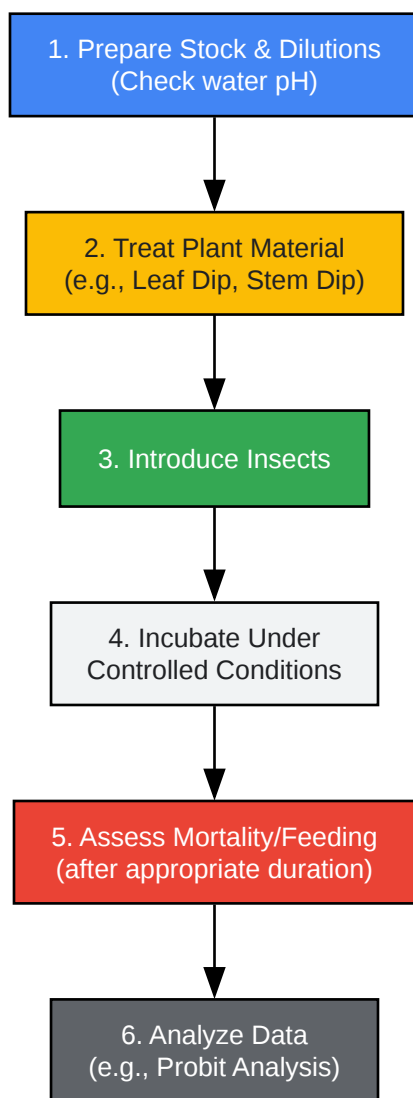 1. Prepare Stock & Dilutions
(Check water pH)
2. Treat Plant Material
(e.g., Leaf Dip, Stem Dip)
3. Introduce Insects
4. Incubate Under
Controlled Conditions
5. Assess Mortality/Feeding
(after appropriate duration)
6. Analyze Data
(e.g., Probit Analysis)